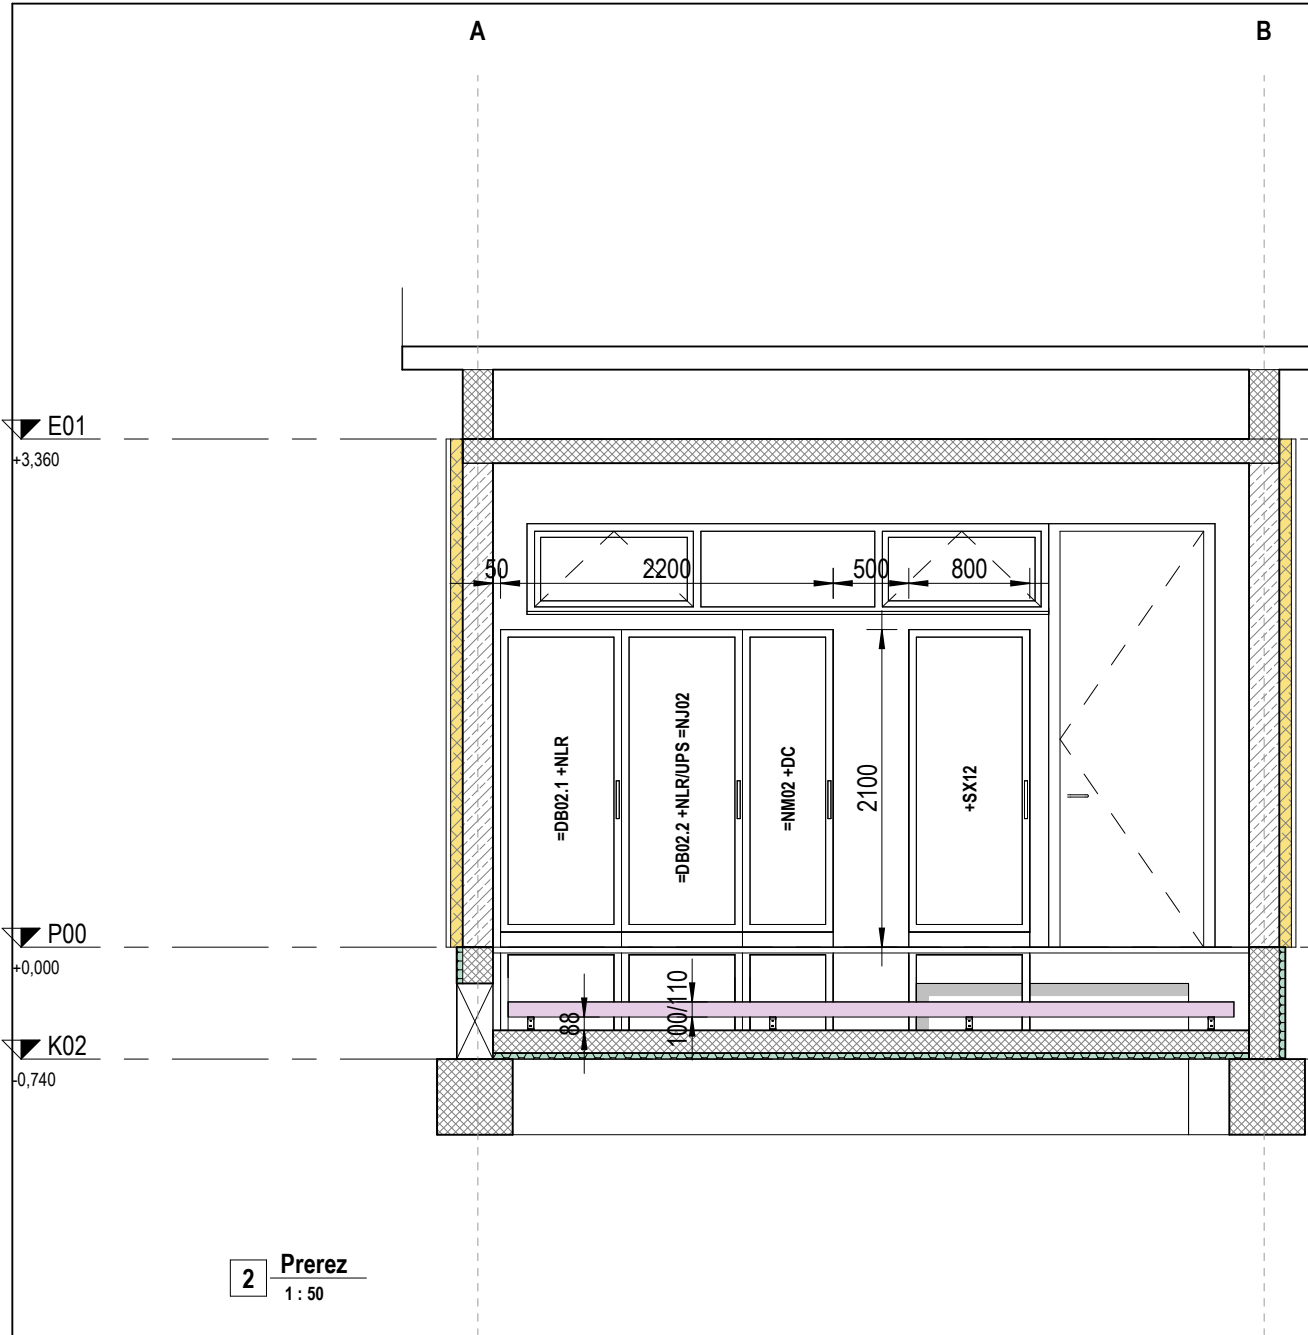 A
B
E01
+3,360
50
2200
500
800
=DB02.1 +NLR
=DB02.2 +NLR/UPS =NJ02
=NM02 +DC
2100
+SX12
P00
+0,000
88
100/110
K02
-0,740
2
Prerez
1 : 50